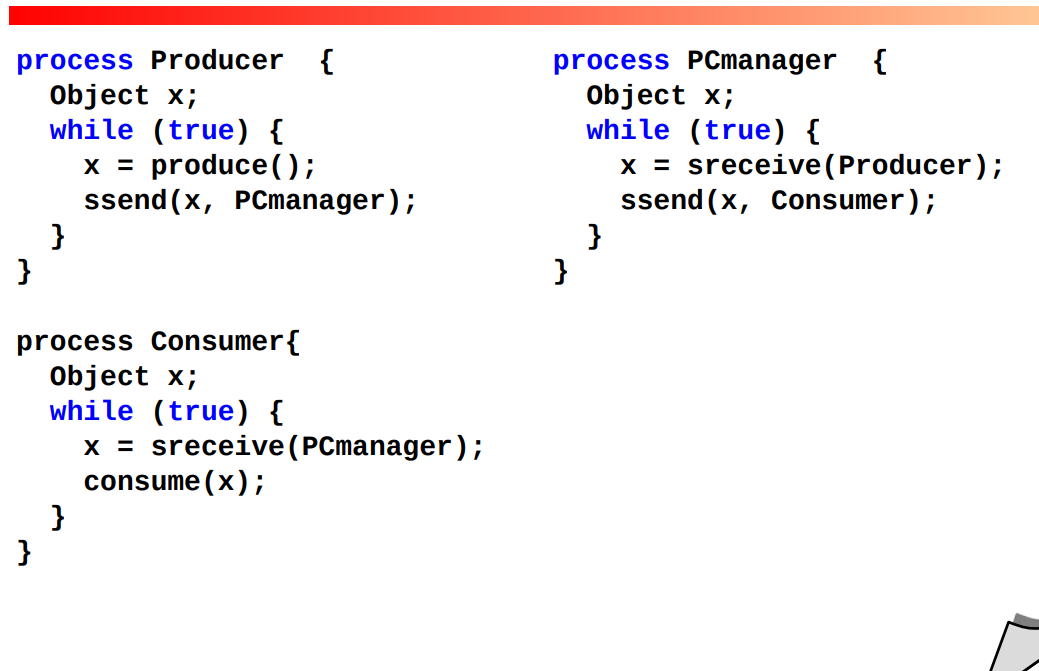 process Producer  {
  Object x;
  while (true) {
    x = produce();
    ssend(x, PCmanager);
  }
}
process Consumer{
  Object x;
  while (true) {
    x = sreceive(PCmanager);
    consume(x);
  }
}
process PCmanager  {
  Object x;
  while (true) {
    x = sreceive(Producer);
    ssend(x, Consumer);
  }
}